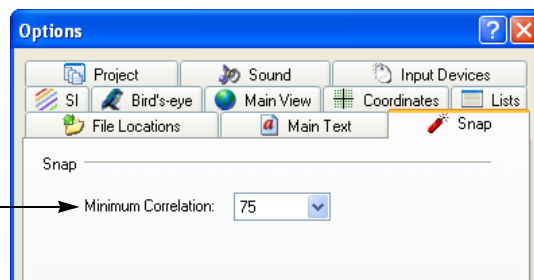 Options
Project Sound Input Devices
SI Bird's-eye Main View Coordinates Lists
File Locations Main Text Snap
Snap
Minimum Correlation: 75